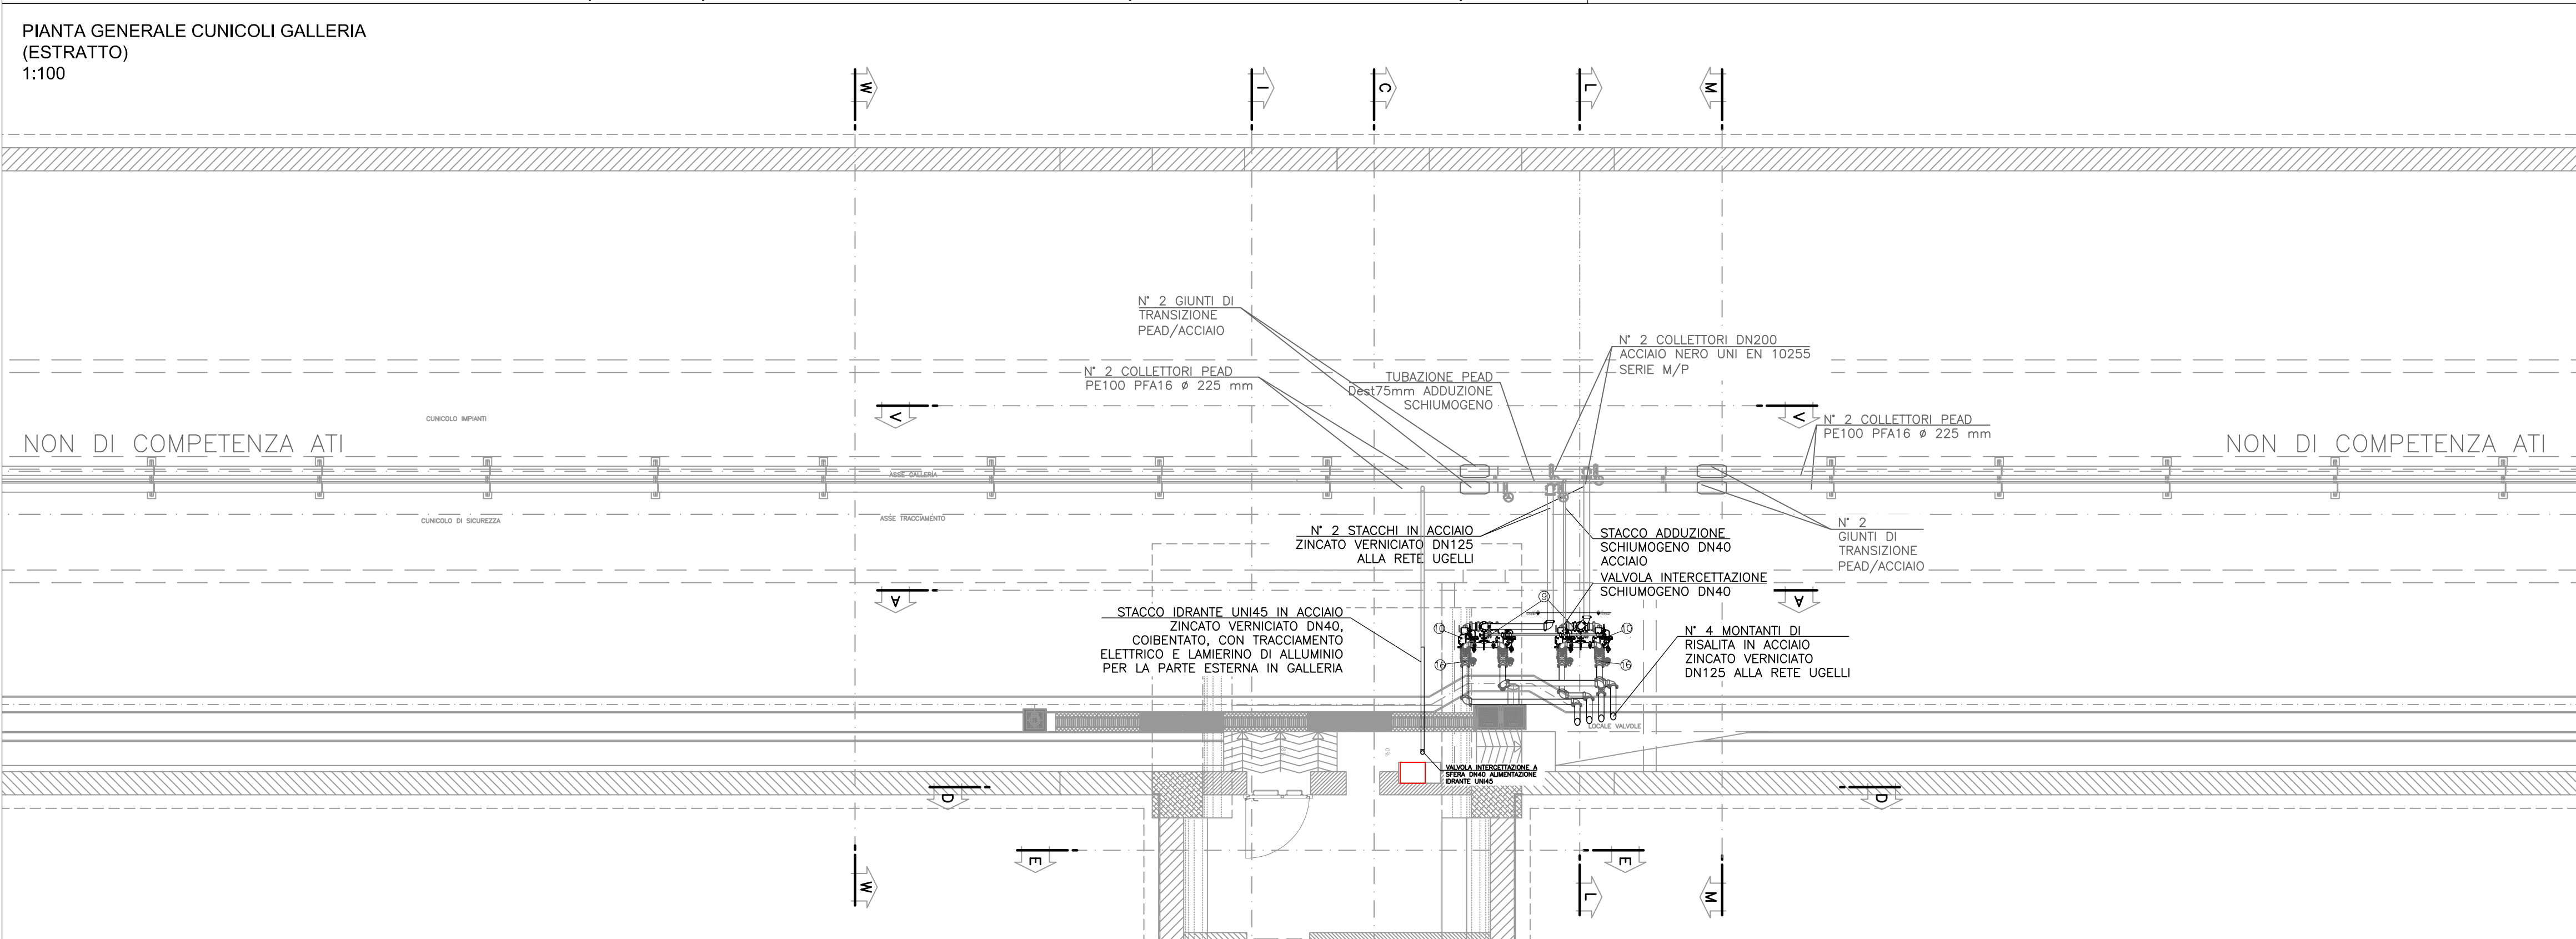 PIANTA GENERALE CUNICOLI GALLERIA
(ESTRATTO)
1:100
W
I
C
L
M
N° 2 GIUNTI DI
TRANSIZIONE
PEAD/ACCIAIO
N° 2 COLLETTORI DN200
ACCIAIO NERO UNI EN 10255
SERIE M/P
N° 2 COLLETTORI PEAD
PE100 PFA16 ø 225 mm
TUBAZIONE PEAD
Dest75mm ADDUZIONE
SCHIUMOGENO
V
V
CUNICOLO IMPIANTI
N° 2 COLLETTORI PEAD
PE100 PFA16 ø 225 mm
NON DI COMPETENZA ATI
NON DI COMPETENZA ATI
ASSE GALLERIA
CUNICOLO DI SICUREZZA
ASSE TRACCIAMENTO
N° 2 STACCHI IN ACCIAIO
ZINCATO VERNICIATO DN125
ALLA RETE UGELLI
STACCO ADDUZIONE
SCHIUMOGENO DN40
ACCIAIO
N° 2
GIUNTI DI
TRANSIZIONE
PEAD/ACCIAIO
VALVOLA INTERCETTAZIONE
SCHIUMOGENO DN40
A
A
9
STACCO IDRANTE UNI45 IN ACCIAIO
ZINCATO VERNICIATO DN40,
COIBENTATO, CON TRACCIAMENTO
ELETTRICO E LAMIERINO DI ALLUMINIO
PER LA PARTE ESTERNA IN GALLERIA
10
10
16
16
N° 4 MONTANTI DI
RISALITA IN ACCIAIO
ZINCATO VERNICIATO
DN125 ALLA RETE UGELLI
LOCALE VALVOLE
VALVOLA INTERCETTAZIONE A
SFERA DN40 ALIMENTAZIONE
IDRANTE UNI45
D
D
E
E
W
L
M